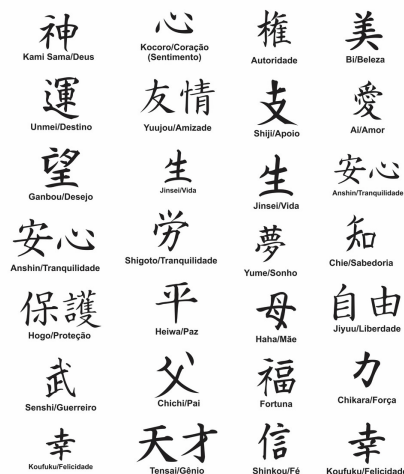 神 心 権 美
Kami Sama/Deus Kocoro/Coração Autoridade Bi/Beleza
(Sentimento)
運 友情 支 愛
Unmei/Destino Yuujou/Amizade Shiji/Apoio Ai/Amor
望 生 生 安心
Ganbou/Desejo Jinsei/Vida Jinsei/Vida Anshin/Tranquilidade
安心 労 夢 知
Anshin/Tranquilidade Shigoto/Tranquilidade Yume/Sonho Chie/Sabedoria
保護 平 母 自由
Hogo/Proteção Heiwa/Paz Haha/Mãe Jiyuu/Liberdade
武 父 福 力
Senshi/Guerreiro Chichi/Pai Fortuna Chikara/Força
幸 天才 信 幸
Koufuku/Felicidade Tensai/Gênio Shinkou/Fé Koufuku/Felicidade